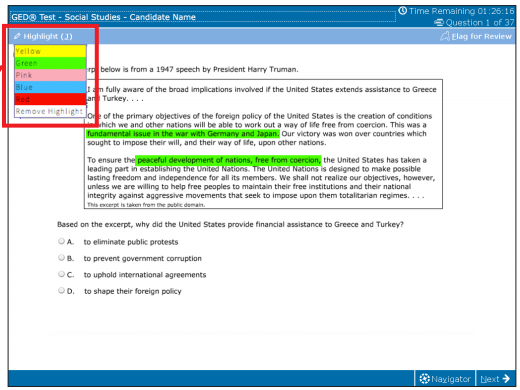 GED® Test - Social Studies - Candidate Name
Time Remaining 01:26:16
Question 1 of 37
Highlight (J)
Flag for Review
Yellow
Green
Pink
Blue
Red
Remove Highlight
below is from a 1947 speech by President Harry Truman.
I am fully aware of the broad implications involved if the United States extends assistance to Greece
and Turkey. . . .
One of the primary objectives of the foreign policy of the United States is the creation of conditions
in which we and other nations will be able to work out a way of life free from coercion. This was a
fundamental issue in the war with Germany and Japan. Our victory was won over countries which
sought to impose their will, and their way of life, upon other nations.
To ensure the peaceful development of nations, free from coercion, the United States has taken a
leading part in establishing the United Nations. The United Nations is designed to make possible
lasting freedom and independence for all its members. We shall not realize our objectives, however,
unless we are willing to help free peoples to maintain their free institutions and their national
integrity against aggressive movements that seek to impose upon them totalitarian regimes. . . .
This excerpt is taken from the public domain.
Based on the excerpt, why did the United States provide financial assistance to Greece and Turkey?
A. to eliminate public protests
B. to prevent government corruption
C. to uphold international agreements
D. to shape their foreign policy
Navigator
Next